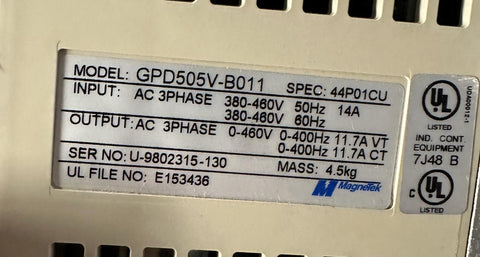 MODEL: GPD505V-B011 SPEC: 44P01CU
INPUT: AC 3PHASE 380-460V 50Hz 14A
380-460V 60Hz
OUTPUT: AC 3PHASE 0-460V 0-400Hz 11.7A VT
0-400Hz 11.7A CT
SER NO: U-9802315-130 MASS: 4.5kg
UL FILE NO: E153436
MagneTek
UL
LISTED
IND. CONT.
EQUIPMENT
7J48 B
C UL
LISTED